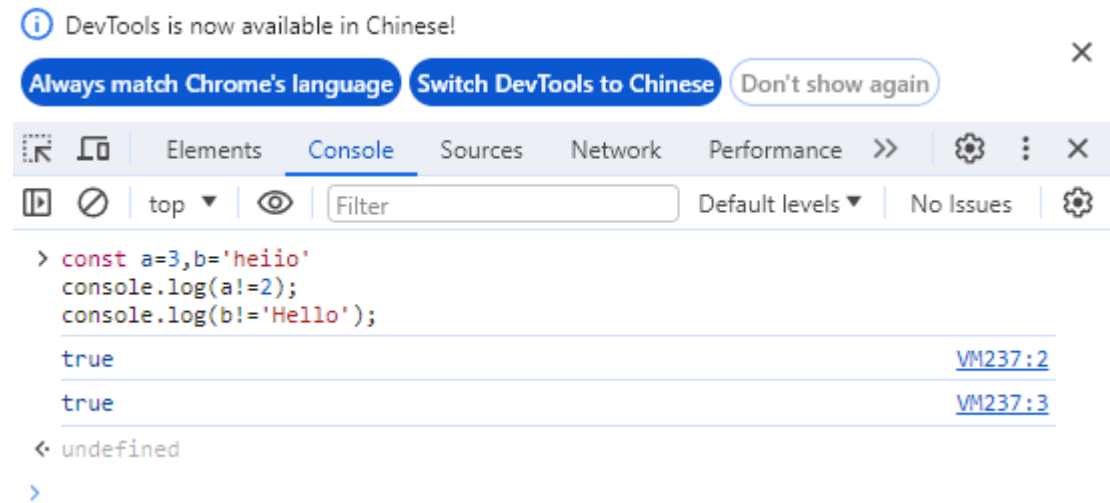 DevTools is now available in Chinese!
Always match Chrome's language Switch DevTools to Chinese Don't show again
Elements Console Sources Network Performance
top Filter Default levels No Issues
const a=3,b='heiio'
console.log(a!=2);
console.log(b!='Hello');
true VM237:2
true VM237:3
undefined